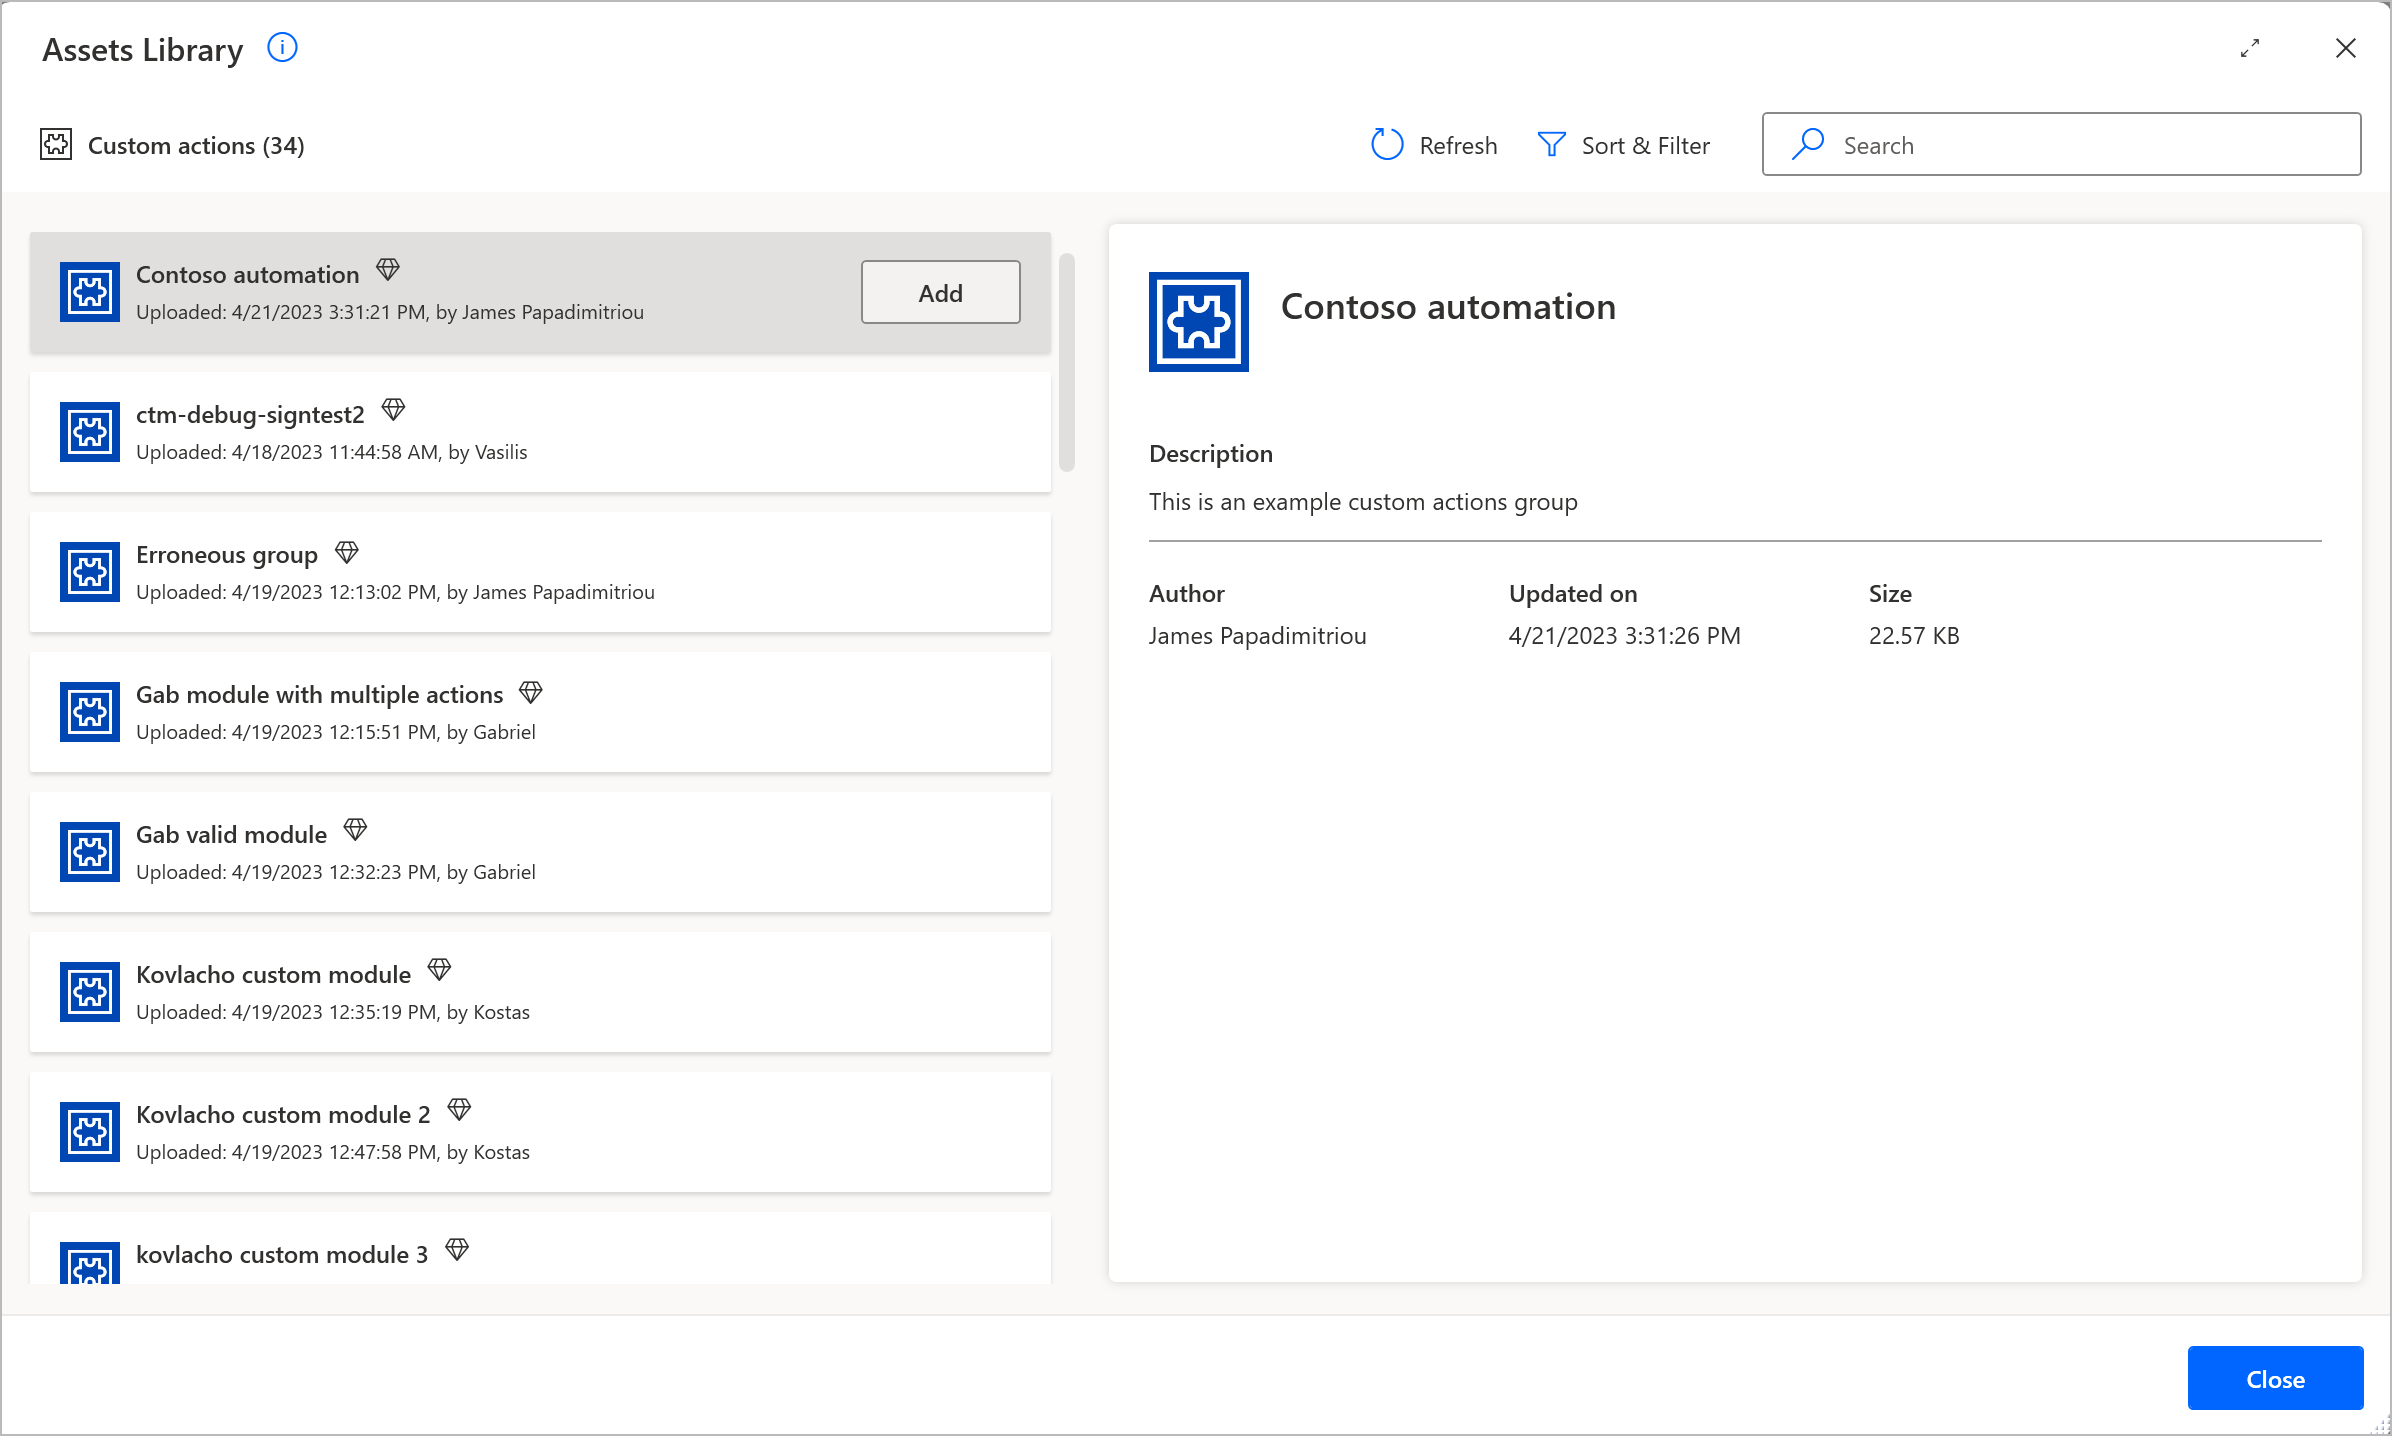 Assets Library
Custom actions (34)
Refresh
Sort & Filter
Search
Contoso automation
Uploaded: 4/21/2023 3:31:21 PM, by James Papadimitriou
Add
ctm-debug-signtest2
Uploaded: 4/18/2023 11:44:58 AM, by Vasilis
Erroneous group
Uploaded: 4/19/2023 12:13:02 PM, by James Papadimitriou
Gab module with multiple actions
Uploaded: 4/19/2023 12:15:51 PM, by Gabriel
Gab valid module
Uploaded: 4/19/2023 12:32:23 PM, by Gabriel
Kovlacho custom module
Uploaded: 4/19/2023 12:35:19 PM, by Kostas
Kovlacho custom module 2
Uploaded: 4/19/2023 12:47:58 PM, by Kostas
kovlacho custom module 3
Contoso automation
Description
This is an example custom actions group
Author
James Papadimitriou
Updated on
4/21/2023 3:31:26 PM
Size
22.57 KB
Close